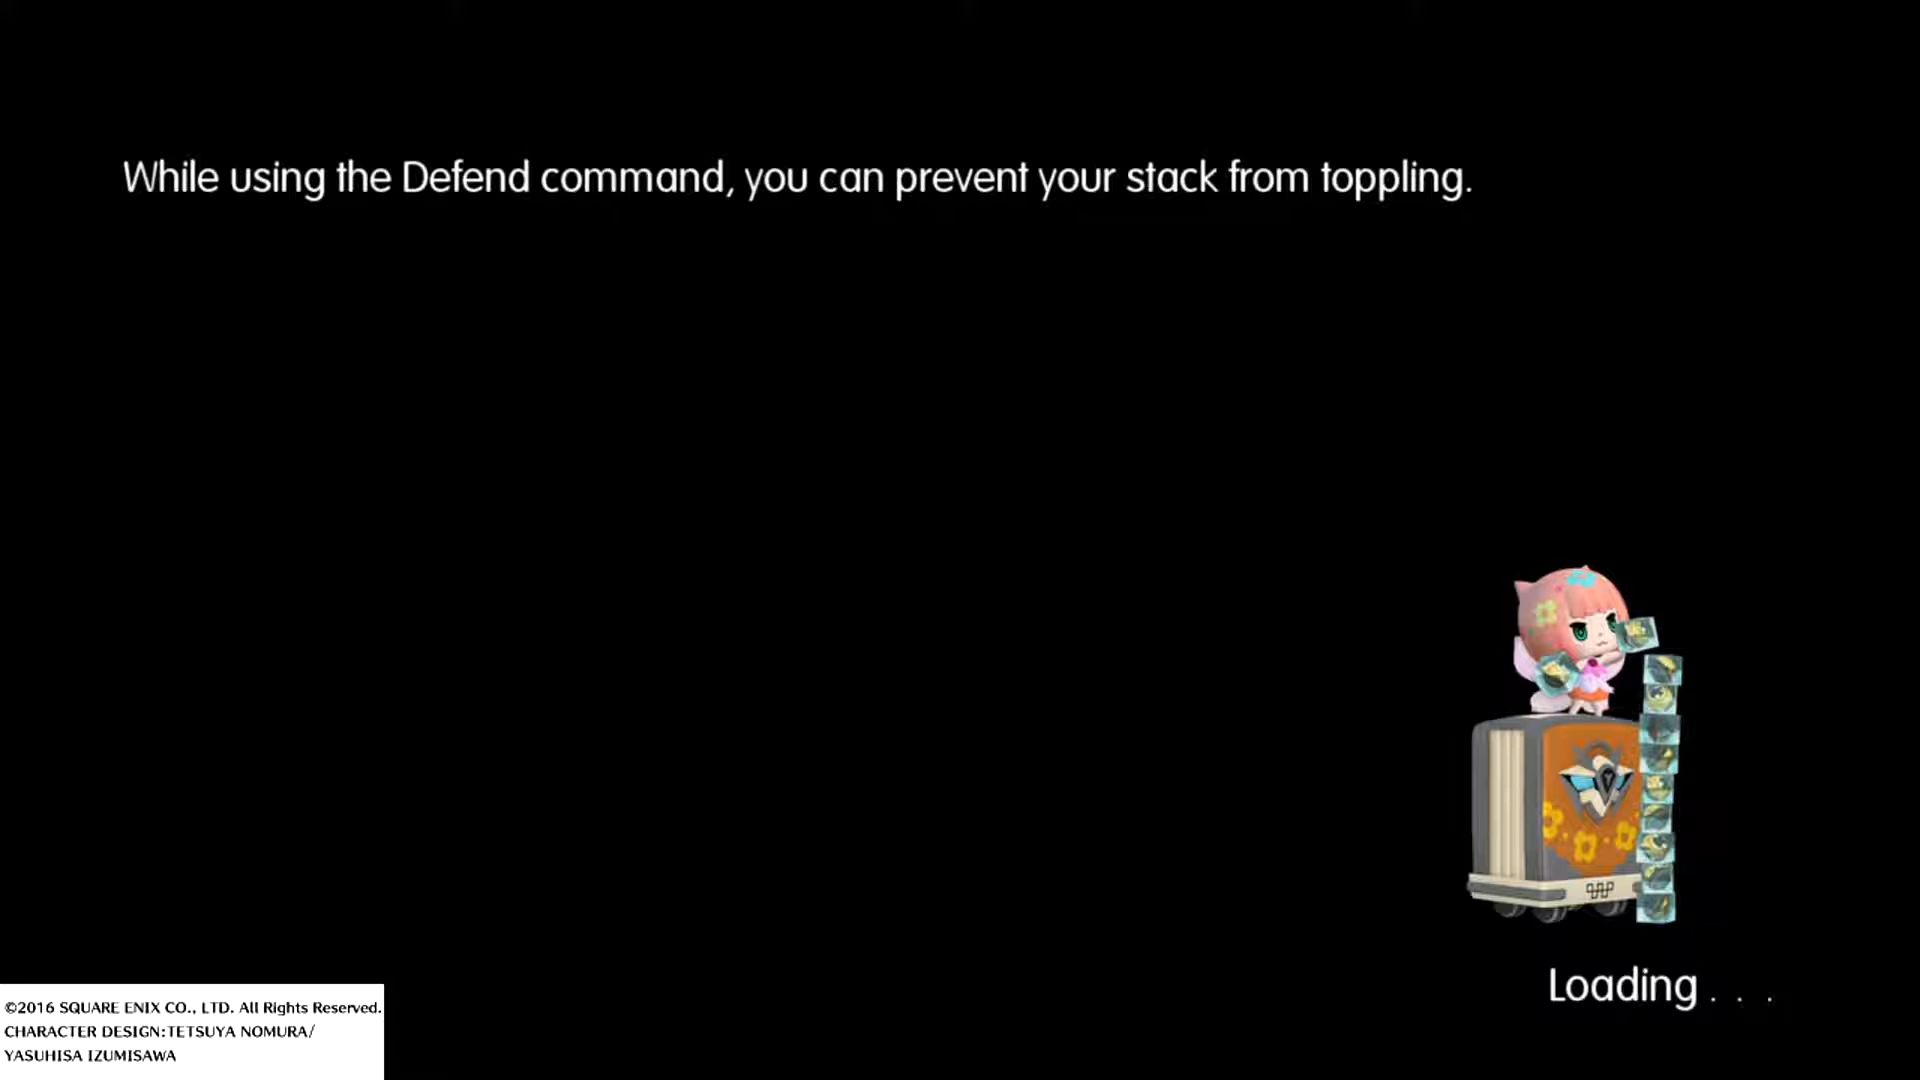 While using the Defend command, you can prevent your stack from toppling.
Loading . . .
©2016 SQUARE ENIX CO., LTD. All Rights Reserved.
CHARACTER DESIGN:TETSUYA NOMURA/
YASUHISA IZUMISAWA